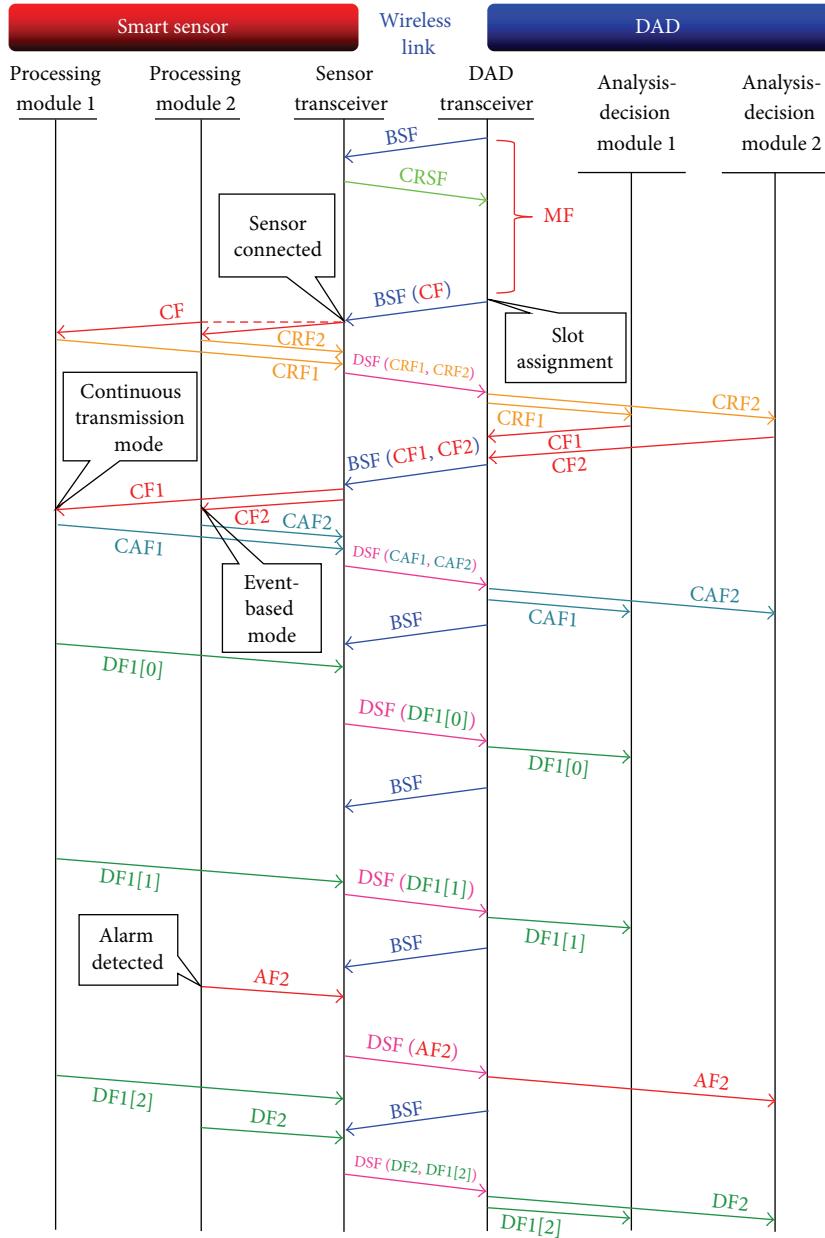 Smart sensor
Wireless
link
DAD
Processing
module 1
Processing
module 2
Sensor
transceiver
DAD
transceiver
Analysis-
decision
module 1
Analysis-
decision
module 2
BSF
CRSF
MF
Sensor
connected
BSF (CF)
CF
Slot
assignment
CRF2
CRF1
DSF (CRF1, CRF2)
CRF2
CRF1
Continuous
transmission
mode
CF1
CF2
BSF (CF1, CF2)
CF1
CF2
CAF2
CAF1
DSF (CAF1, CAF2)
Event-
based
mode
CAF2
CAF1
BSF
DF1[0]
DSF (DF1[0])
DF1[0]
BSF
DF1[1]
DSF (DF1[1])
DF1[1]
Alarm
detected
BSF
AF2
DSF (AF2)
AF2
DF1[2]
BSF
DF2
DSF (DF2, DF1[2])
DF2
DF1[2]